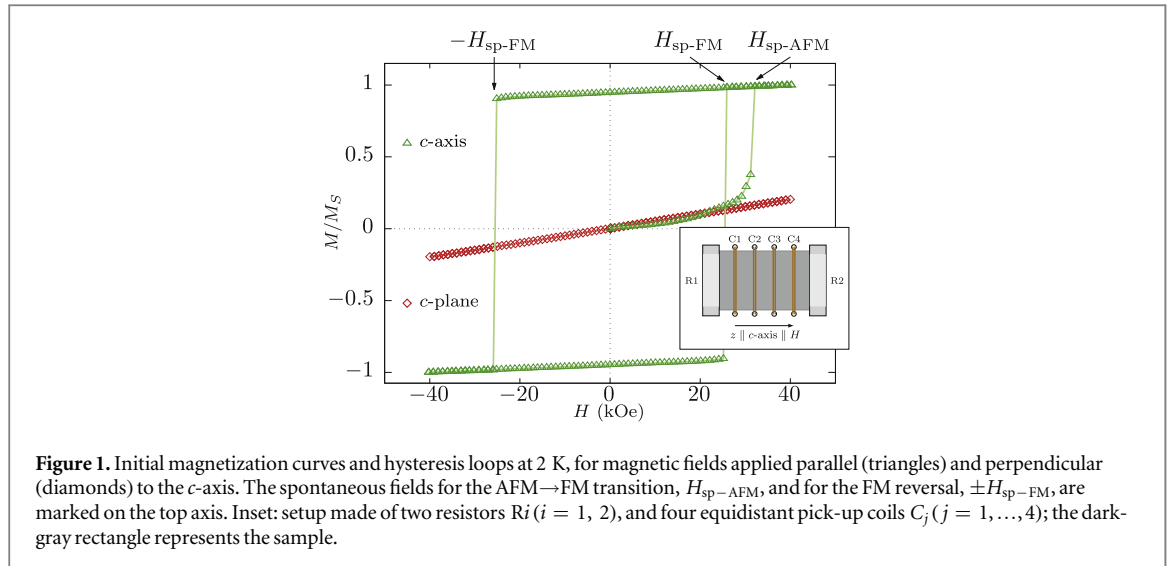 −H_sp-FM H_sp-FM H_sp-AFM
1
c-axis
0.5
M/M_S
0
C1 C2 C3 C4
R1 R2
−0.5
c-plane
z ∥ c-axis ∥ H
−1
−40 −20 0 20 40
H (kOe)
Figure 1. Initial magnetization curves and hysteresis loops at 2 K, for magnetic fields applied parallel (triangles) and perpendicular
(diamonds) to the c-axis. The spontaneous fields for the AFM→FM transition, H_sp−AFM, and for the FM reversal, ±H_sp−FM, are
marked on the top axis. Inset: setup made of two resistors Ri (i = 1, 2), and four equidistant pick-up coils C_j ( j = 1, …, 4); the dark-
gray rectangle represents the sample.